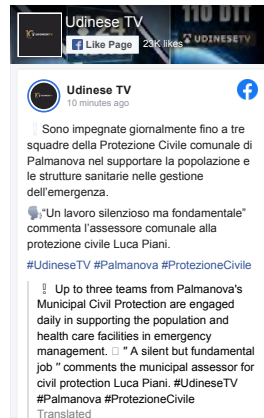 110 DTT
Udinese TV
UDINESETV
Like Page
23K likes
Udinese TV
10 minutes ago
Sono impegnate giornalmente fino a tre
squadre della Protezione Civile comunale di
Palmanova nel supportare la popolazione e
le strutture sanitarie nelle gestione
dell'emergenza.
🗣️"Un lavoro silenzioso ma fondamentale"
commenta l'assessore comunale alla
protezione civile Luca Piani.
#UdineseTV #Palmanova #ProtezioneCivile
Up to three teams from Palmanova's
Municipal Civil Protection are engaged
daily in supporting the population and
health care facilities in emergency
management. " A silent but fundamental
job " comments the municipal assessor for
civil protection Luca Piani. #UdineseTV
#Palmanova #ProtezioneCivile
Translated